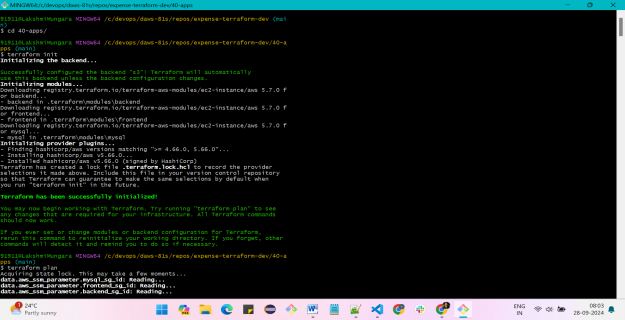 MINGW64:/c/devops/daws-81s/repos/expense-terraform-dev/40-apps
MINGW64 /c/devops/daws-81s/repos/expense-terraform-dev (mai
n)
$ cd 40-apps/
MINGW64 /c/devops/daws-81s/repos/expense-terraform-dev/40-a
pps (main)
$ terraform init
Initializing the backend...
Successfully configured the backend "s3"! Terraform will automatically
use this backend unless the backend configuration changes.
Initializing modules...
Downloading registry.terraform.io/terraform-aws-modules/ec2-instance/aws 5.7.0 f
or backend...
- backend in .terraform\modules\backend
Downloading registry.terraform.io/terraform-aws-modules/ec2-instance/aws 5.7.0 f
or frontend...
- frontend in .terraform\modules\frontend
Downloading registry.terraform.io/terraform-aws-modules/ec2-instance/aws 5.7.0 f
or mysql...
- mysql in .terraform\modules\mysql
Initializing provider plugins...
- Finding hashicorp/aws versions matching ">= 4.66.0, 5.66.0"...
- Installing hashicorp/aws v5.66.0...
- Installed hashicorp/aws v5.66.0 (signed by HashiCorp)
Terraform has created a lock file .terraform.lock.hcl to record the provider
selections it made above. Include this file in your version control repository
so that Terraform can guarantee to make the same selections by default when
you run "terraform init" in the future.
Terraform has been successfully initialized!
You may now begin working with Terraform. Try running "terraform plan" to see
any changes that are required for your infrastructure. All Terraform commands
should now work.
If you ever set or change modules or backend configuration for Terraform,
rerun this command to reinitialize your working directory. If you forget, other
commands will detect it and remind you to do so if necessary.
MINGW64 /c/devops/daws-81s/repos/expense-terraform-dev/40-a
pps (main)
$ terraform plan
Acquiring state lock. This may take a few moments...
data.aws_ssm_parameter.mysql_sg_id: Reading...
data.aws_ssm_parameter.frontend_sg_id: Reading...
data.aws_ssm_parameter.backend_sg_id: Reading...
24°C
Partly sunny
ENG
IN
08:03
28-09-2024